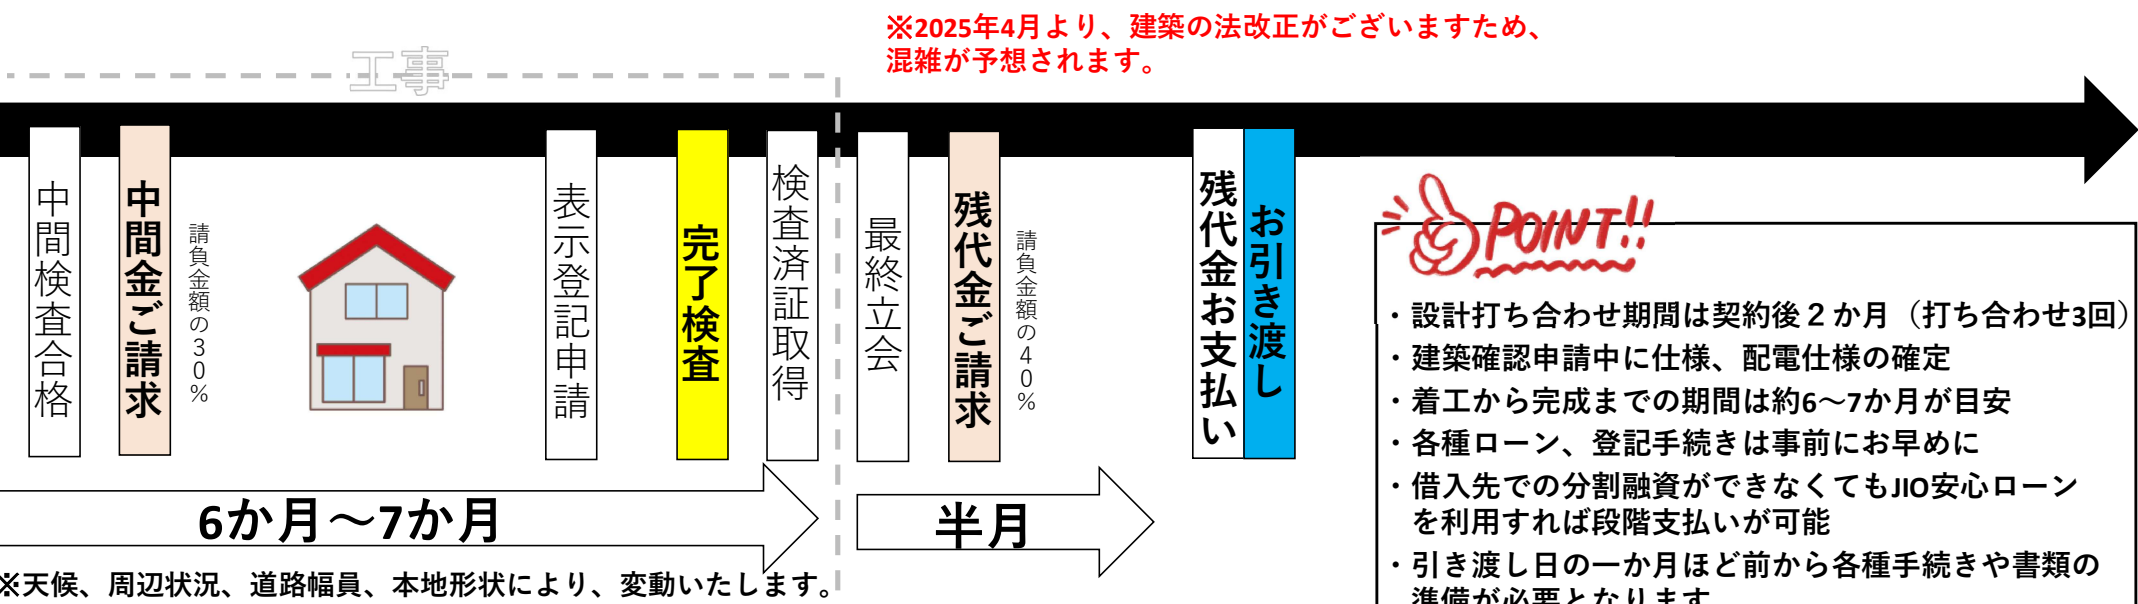 ※2025年4月より、建築の法改正がございますため、
混雑が予想されます。
工事
中間検査合格
中間金ご請求
請負金額の30%
表示登記申請
完了検査
検査済証取得
最終立会
残代金ご請求
請負金額の40%
残代金お支払い
お引き渡し
6か月～7か月
半月
※天候、周辺状況、道路幅員、本地形状により、変動いたします。
POINT!!
・設計打ち合わせ期間は契約後２か月（打ち合わせ3回）
・建築確認申請中に仕様、配電仕様の確定
・着工から完成までの期間は約6～7か月が目安
・各種ローン、登記手続きは事前にお早めに
・借入先での分割融資ができなくてもJIO安心ローン
を利用すれば段階支払いが可能
・引き渡し日の一か月ほど前から各種手続きや書類の
準備が必要となります